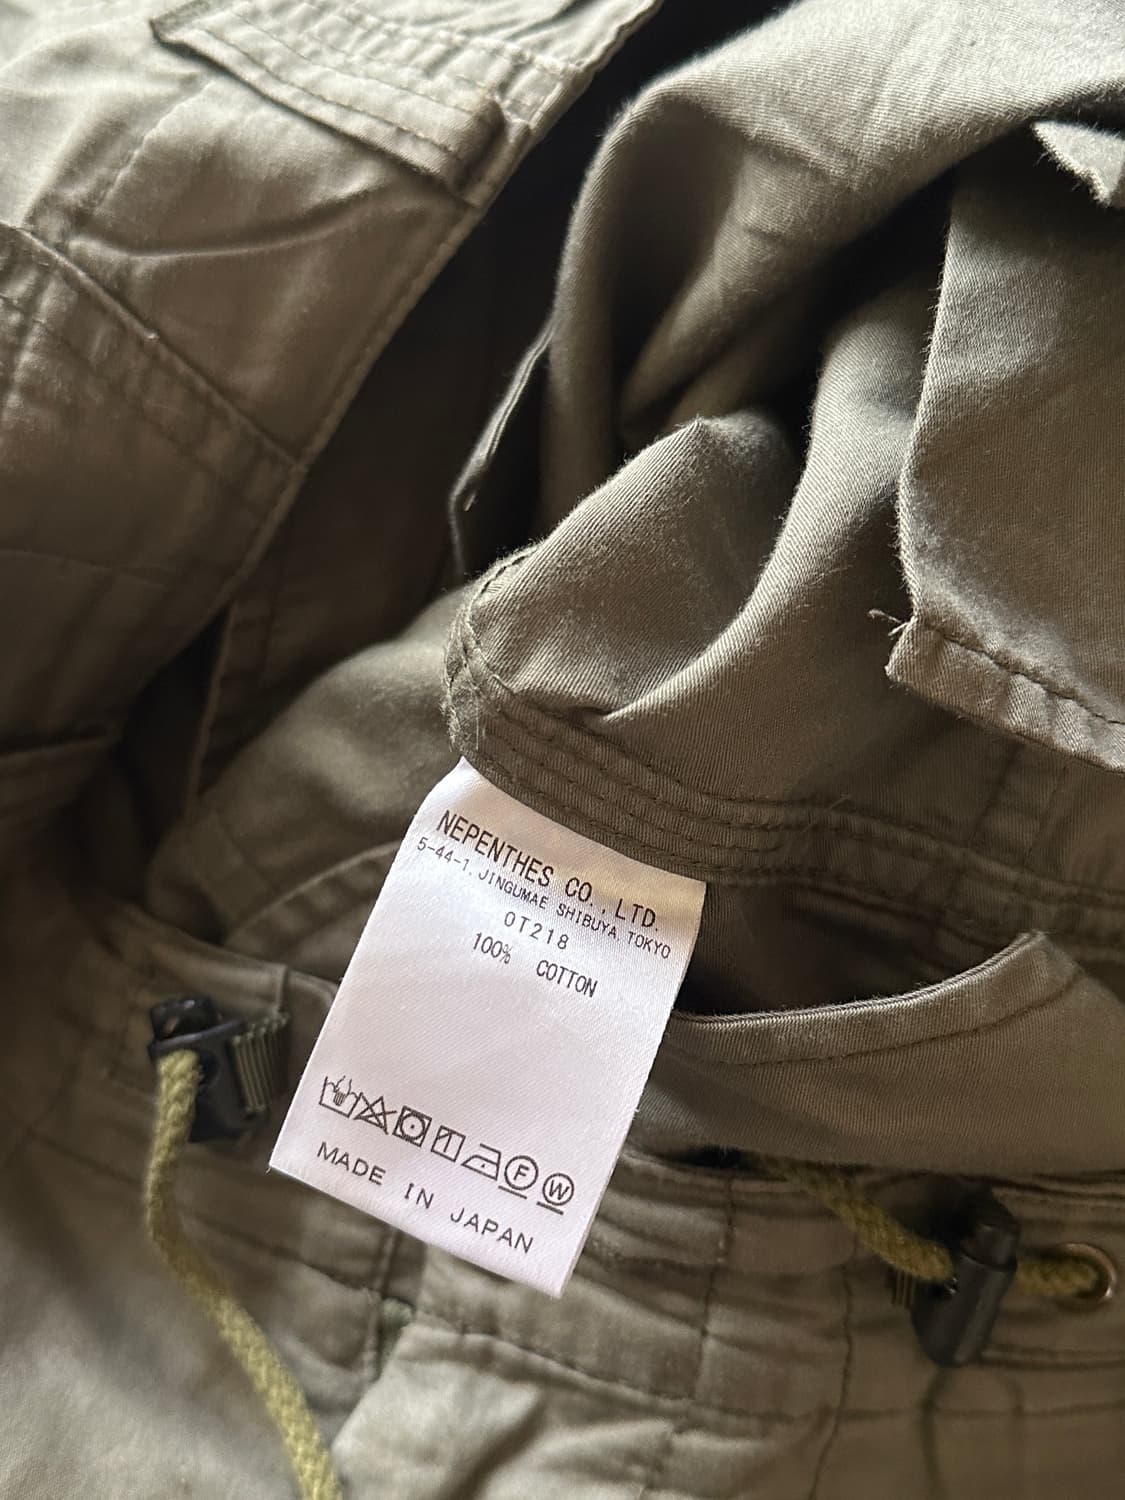 NEPENTHES CO., LTD.
5-44-1, JINGUMAE SHIBUYA TOKYO
OT218
100% COTTON
F W
MADE IN JAPAN